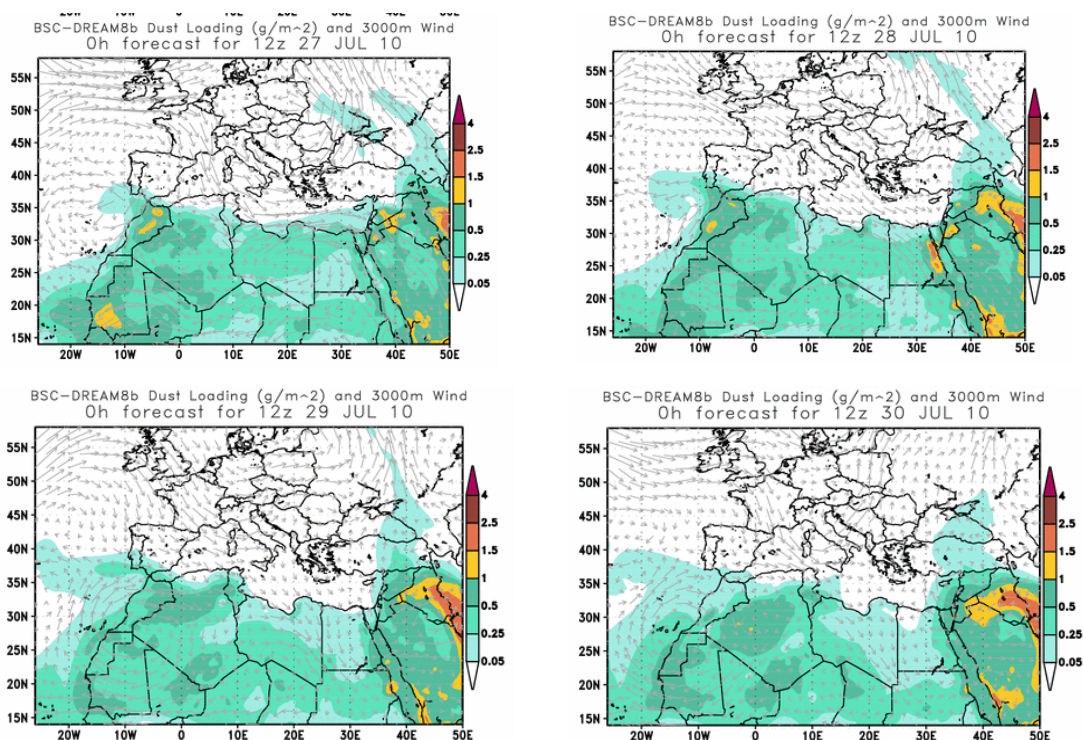 BSC-DREAM8b Dust Loading (g/m^2) and 3000m Wind
0h forecast for 12z 27 JUL 10
55N
50N
45N
40N
35N
30N
25N
20N
15N
20W 10W 0 10E 20E 30E 40E 50E
4
2.5
1.5
1
0.5
0.25
0.05
BSC-DREAM8b Dust Loading (g/m^2) and 3000m Wind
0h forecast for 12z 28 JUL 10
55N
50N
45N
40N
35N
30N
25N
20N
15N
20W 10W 0 10E 20E 30E 40E 50E
4
2.5
1.5
1
0.5
0.25
0.05
BSC-DREAM8b Dust Loading (g/m^2) and 3000m Wind
0h forecast for 12z 29 JUL 10
55N
50N
45N
40N
35N
30N
25N
20N
15N
20W 10W 0 10E 20E 30E 40E 50E
4
2.5
1.5
1
0.5
0.25
0.05
BSC-DREAM8b Dust Loading (g/m^2) and 3000m Wind
0h forecast for 12z 30 JUL 10
55N
50N
45N
40N
35N
30N
25N
20N
15N
20W 10W 0 10E 20E 30E 40E 50E
4
2.5
1.5
1
0.5
0.25
0.05